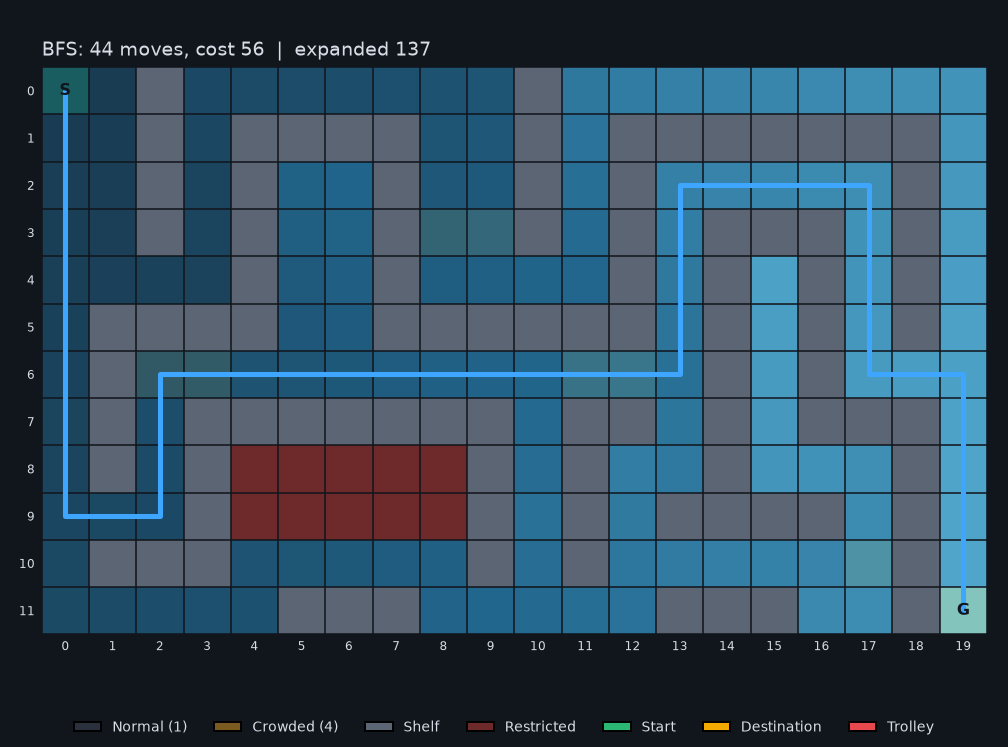 BFS: 44 moves, cost 56 | expanded 137
0
S
1
2
3
4
5
6
7
8
9
10
11
G
0 1 2 3 4 5 6 7 8 9 10 11 12 13 14 15 16 17 18 19
Normal (1) Crowded (4) Shelf Restricted Start Destination Trolley